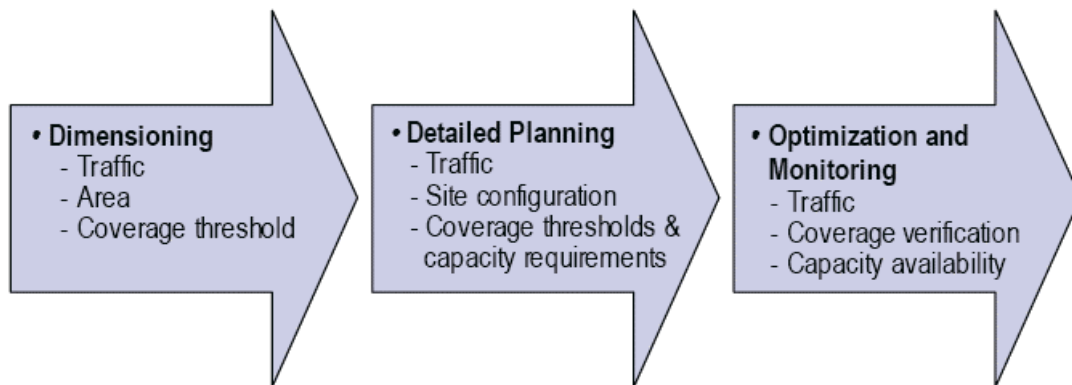 • Dimensioning
- Traffic
- Area
- Coverage threshold
• Detailed Planning
- Traffic
- Site configuration
- Coverage thresholds &
capacity requirements
• Optimization and
Monitoring
- Traffic
- Coverage verification
- Capacity availability